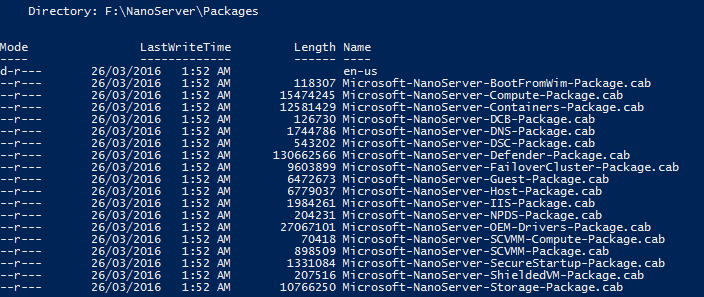 Directory: F:\NanoServer\Packages
Mode LastWriteTime Length Name
---- ------------- ------ ----
d-r--- 26/03/2016 1:52 AM en-us
--r--- 26/03/2016 1:52 AM 118307 Microsoft-NanoServer-BootFromWim-Package.cab
--r--- 26/03/2016 1:52 AM 15474245 Microsoft-NanoServer-Compute-Package.cab
--r--- 26/03/2016 1:52 AM 12581429 Microsoft-NanoServer-Containers-Package.cab
--r--- 26/03/2016 1:52 AM 126730 Microsoft-NanoServer-DCB-Package.cab
--r--- 26/03/2016 1:52 AM 1744786 Microsoft-NanoServer-DNS-Package.cab
--r--- 26/03/2016 1:52 AM 543202 Microsoft-NanoServer-DSC-Package.cab
--r--- 26/03/2016 1:52 AM 130662566 Microsoft-NanoServer-Defender-Package.cab
--r--- 26/03/2016 1:52 AM 9603899 Microsoft-NanoServer-FailoverCluster-Package.cab
--r--- 26/03/2016 1:52 AM 6472673 Microsoft-NanoServer-Guest-Package.cab
--r--- 26/03/2016 1:52 AM 6779037 Microsoft-NanoServer-Host-Package.cab
--r--- 26/03/2016 1:52 AM 1984261 Microsoft-NanoServer-IIS-Package.cab
--r--- 26/03/2016 1:52 AM 204231 Microsoft-NanoServer-NPDS-Package.cab
--r--- 26/03/2016 1:52 AM 27067101 Microsoft-NanoServer-OEM-Drivers-Package.cab
--r--- 26/03/2016 1:52 AM 70418 Microsoft-NanoServer-SCVMM-Compute-Package.cab
--r--- 26/03/2016 1:52 AM 898509 Microsoft-NanoServer-SCVMM-Package.cab
--r--- 26/03/2016 1:52 AM 1331084 Microsoft-NanoServer-SecureStartup-Package.cab
--r--- 26/03/2016 1:52 AM 207516 Microsoft-NanoServer-ShieldedVM-Package.cab
--r--- 26/03/2016 1:52 AM 10766250 Microsoft-NanoServer-Storage-Package.cab